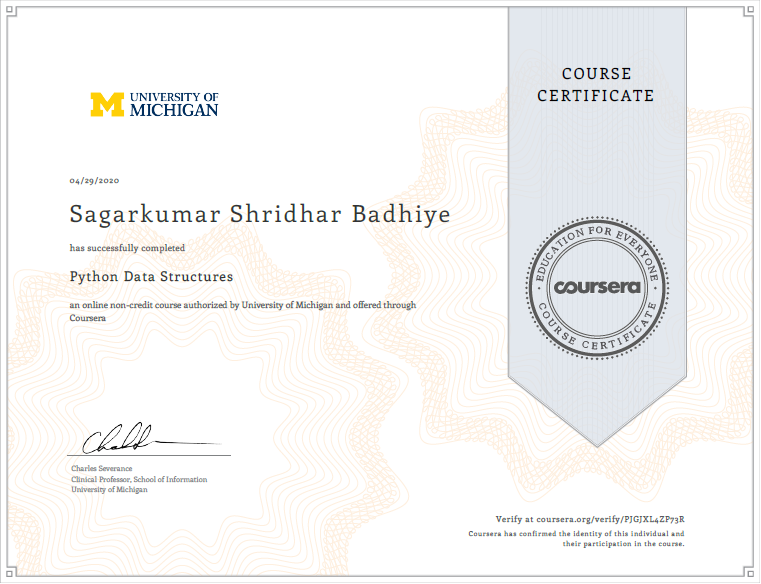 UNIVERSITY OF
MICHIGAN
COURSE
CERTIFICATE
04/29/2020
Sagarkumar Shridhar Badhiye
has successfully completed
Python Data Structures
an online non-credit course authorized by University of Michigan and offered through
Coursera
EDUCATION FOR EVERYONE
coursera
COURSE CERTIFICATE
Charles Severance
Clinical Professor, School of Information
University of Michigan
Verify at coursera.org/verify/PJGJXL4ZP73R
Coursera has confirmed the identity of this individual and
their participation in the course.